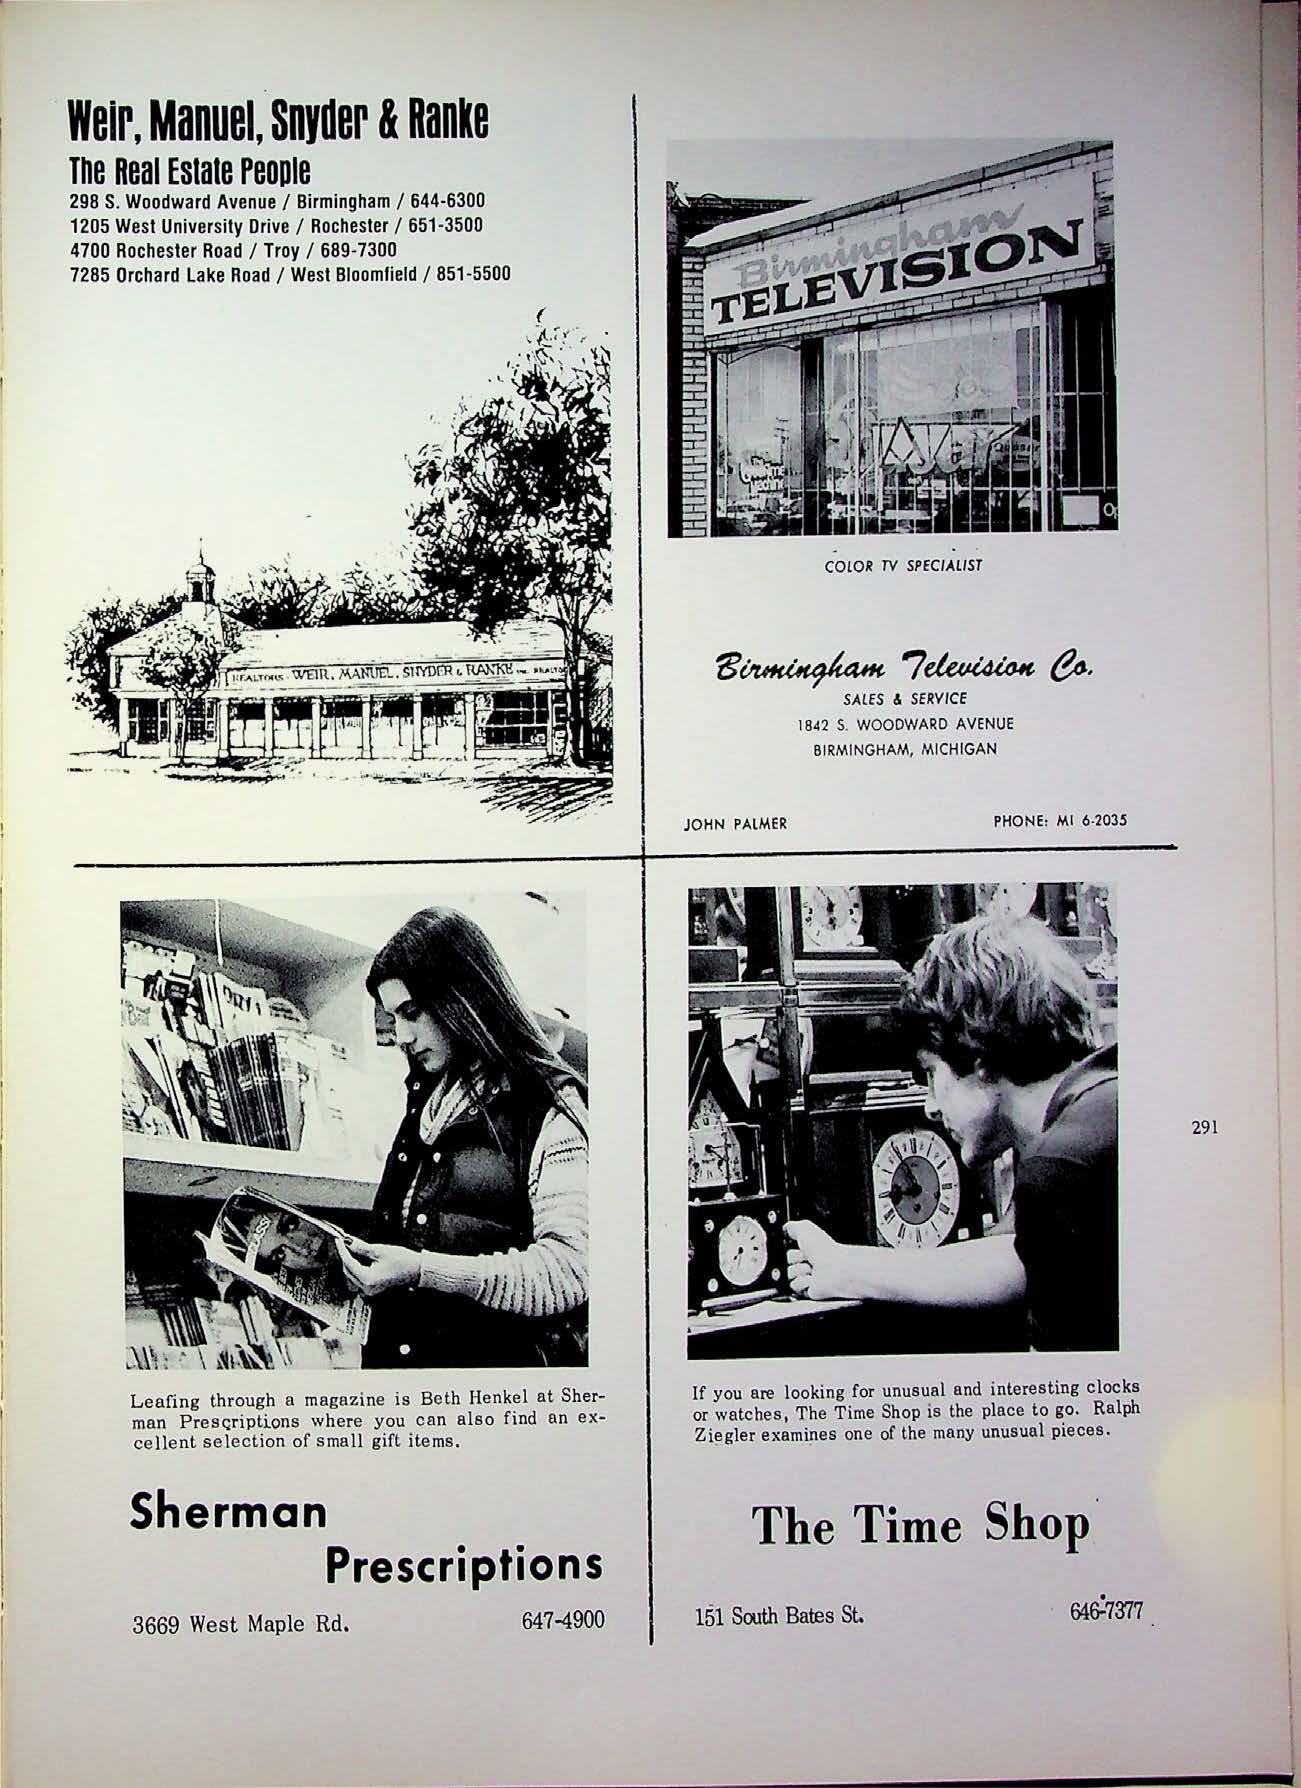 Weir, Manuel, Snyder & Ranke
The Real Estate People
298 S. Woodward Avenue / Birmingham / 644-6300
1205 West University Drive / Rochester / 651-3500
4700 Rochester Road / Troy / 689-7300
7285 Orchard Lake Road / West Bloomfield / 851-5500
REALTORS - WEIR, MANUEL, SNYDER & RANKE INC. REALTO
Birmingham
TELEVISION
Quasar
COLOR TV SPECIALIST
Birmingham Television Co.
SALES & SERVICE
1842 S. WOODWARD AVENUE
BIRMINGHAM, MICHIGAN
JOHN PALMER
PHONE: MI 6-2035
Leafing through a magazine is Beth Henkel at Sher-
man Prescriptions where you can also find an ex-
cellent selection of small gift items.
Sherman
Prescriptions
3669 West Maple Rd.
647-4900
If you are looking for unusual and interesting clocks
or watches, The Time Shop is the place to go. Ralph
Ziegler examines one of the many unusual pieces.
The Time Shop
151 South Bates St.
646-7377
291